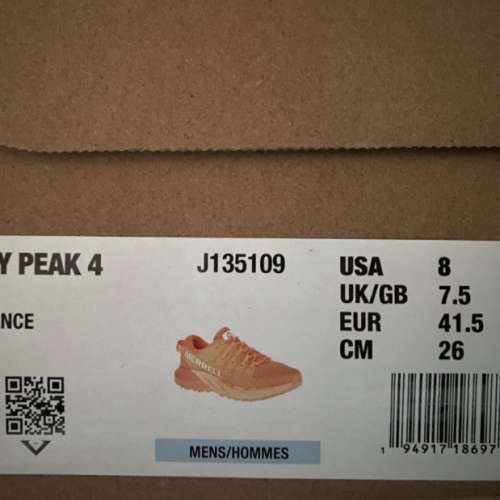 Y PEAK 4 J135109 USA 8
UK/GB 7.5
NCE EUR 41.5
CM 26
MERRELL
MENS/HOMMES
1 94917 18697